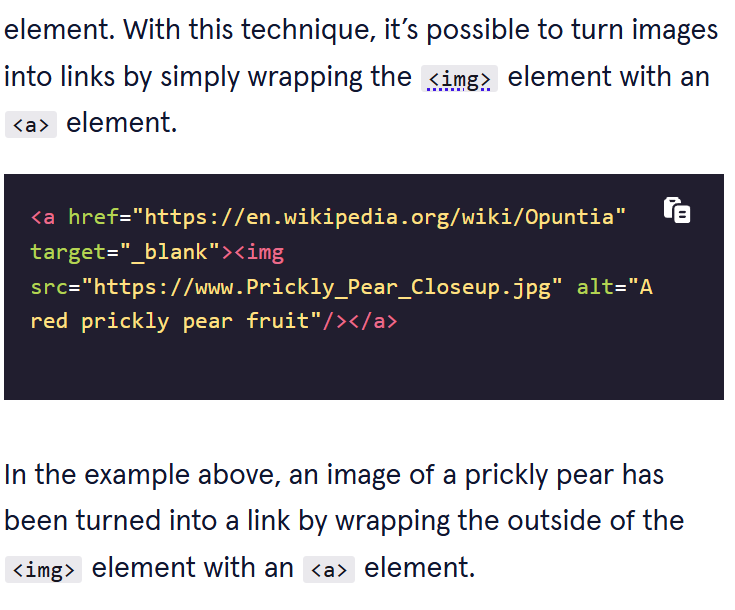 element. With this technique, it’s possible to turn images
into links by simply wrapping the <img> element with an
<a> element.
<a href="https://en.wikipedia.org/wiki/Opuntia"
target="_blank"><img
src="https://www.Prickly_Pear_Closeup.jpg" alt="A
red prickly pear fruit"/></a>
In the example above, an image of a prickly pear has
been turned into a link by wrapping the outside of the
<img> element with an <a> element.